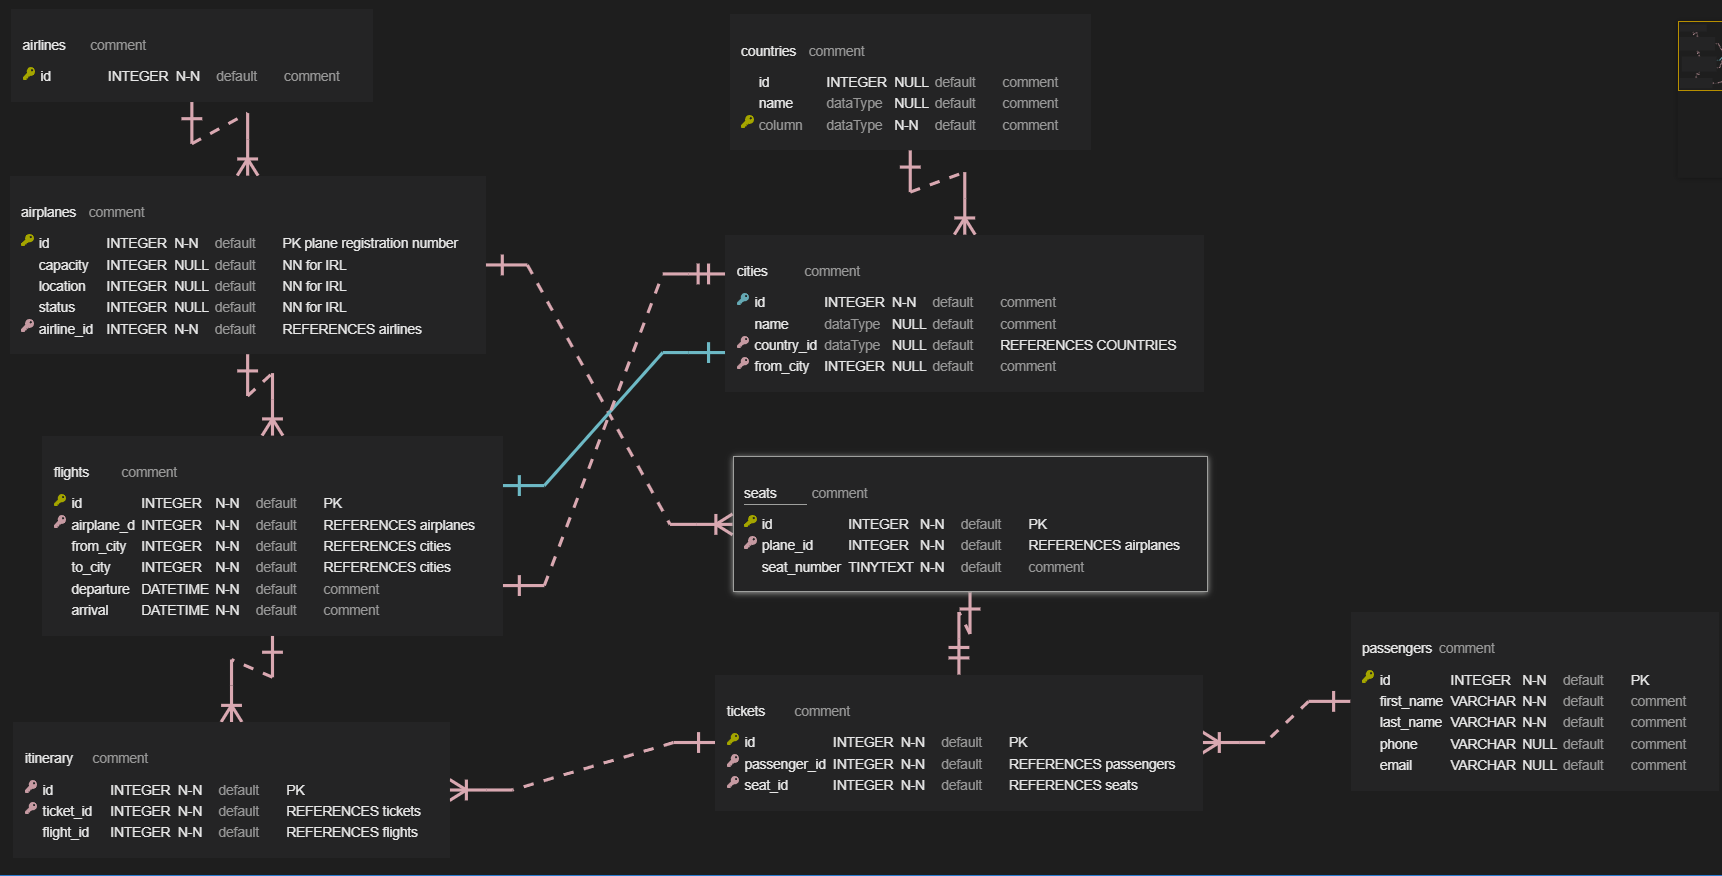 airlines comment
id INTEGER N-N default comment
countries comment
id INTEGER NULL default comment
name dataType NULL default comment
column dataType N-N default comment
airplanes comment
id INTEGER N-N default PK plane registration number
capacity INTEGER NULL default NN for IRL
location INTEGER NULL default NN for IRL
status INTEGER NULL default NN for IRL
airline_id INTEGER N-N default REFERENCES airlines
cities comment
id INTEGER N-N default comment
name dataType NULL default comment
country_id dataType NULL default REFERENCES COUNTRIES
from_city INTEGER NULL default comment
flights comment
id INTEGER N-N default PK
airplane_d INTEGER N-N default REFERENCES airplanes
from_city INTEGER N-N default REFERENCES cities
to_city INTEGER N-N default REFERENCES cities
departure DATETIME N-N default comment
arrival DATETIME N-N default comment
seats comment
id INTEGER N-N default PK
plane_id INTEGER N-N default REFERENCES airplanes
seat_number TINYTEXT N-N default comment
passengers comment
id INTEGER N-N default PK
first_name VARCHAR N-N default comment
last_name VARCHAR N-N default comment
phone VARCHAR NULL default comment
email VARCHAR NULL default comment
tickets comment
id INTEGER N-N default PK
passenger_id INTEGER N-N default REFERENCES passengers
seat_id INTEGER N-N default REFERENCES seats
itinerary comment
id INTEGER N-N default PK
ticket_id INTEGER N-N default REFERENCES tickets
flight_id INTEGER N-N default REFERENCES flights